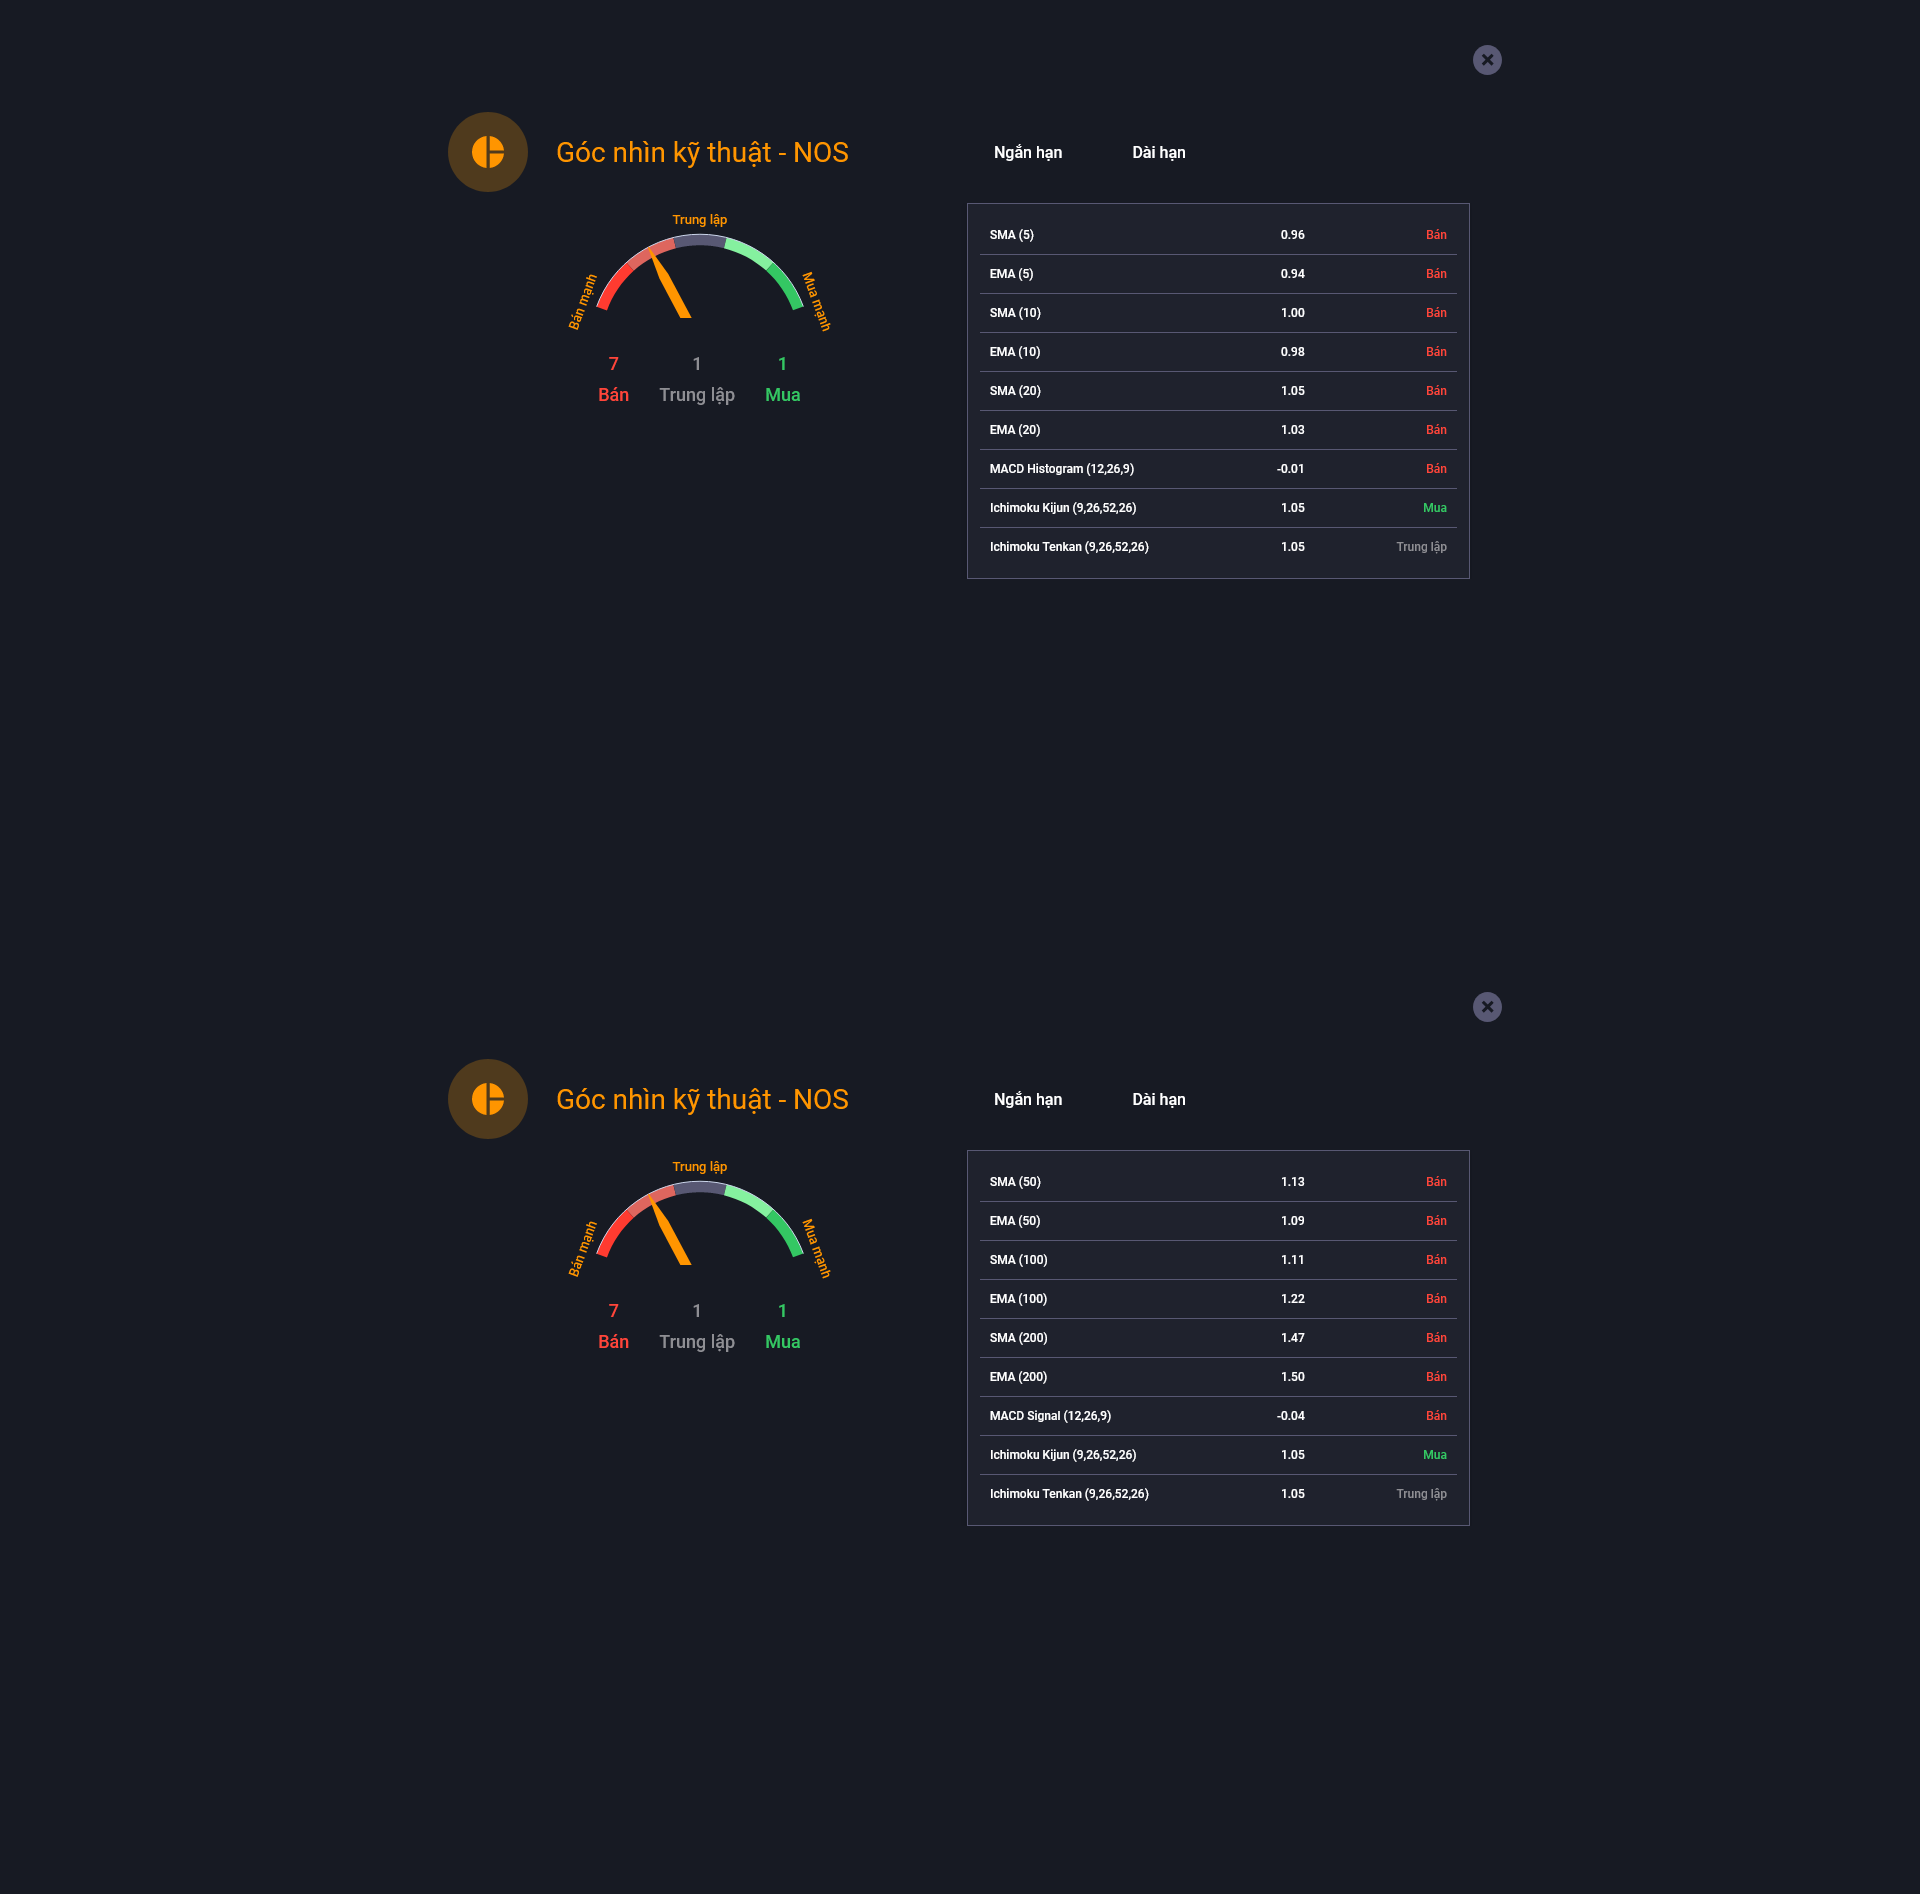 Góc nhìn kỹ thuật - NOS
Ngắn hạn Dài hạn
Trung lập
Bán mạnh
Mua mạnh
7 1 1
Bán Trung lập Mua
SMA (5) 0.96 Bán
EMA (5) 0.94 Bán
SMA (10) 1.00 Bán
EMA (10) 0.98 Bán
SMA (20) 1.05 Bán
EMA (20) 1.03 Bán
MACD Histogram (12,26,9) -0.01 Bán
Ichimoku Kijun (9,26,52,26) 1.05 Mua
Ichimoku Tenkan (9,26,52,26) 1.05 Trung lập
Góc nhìn kỹ thuật - NOS
Ngắn hạn Dài hạn
Trung lập
Bán mạnh
Mua mạnh
7 1 1
Bán Trung lập Mua
SMA (50) 1.13 Bán
EMA (50) 1.09 Bán
SMA (100) 1.11 Bán
EMA (100) 1.22 Bán
SMA (200) 1.47 Bán
EMA (200) 1.50 Bán
MACD Signal (12,26,9) -0.04 Bán
Ichimoku Kijun (9,26,52,26) 1.05 Mua
Ichimoku Tenkan (9,26,52,26) 1.05 Trung lập